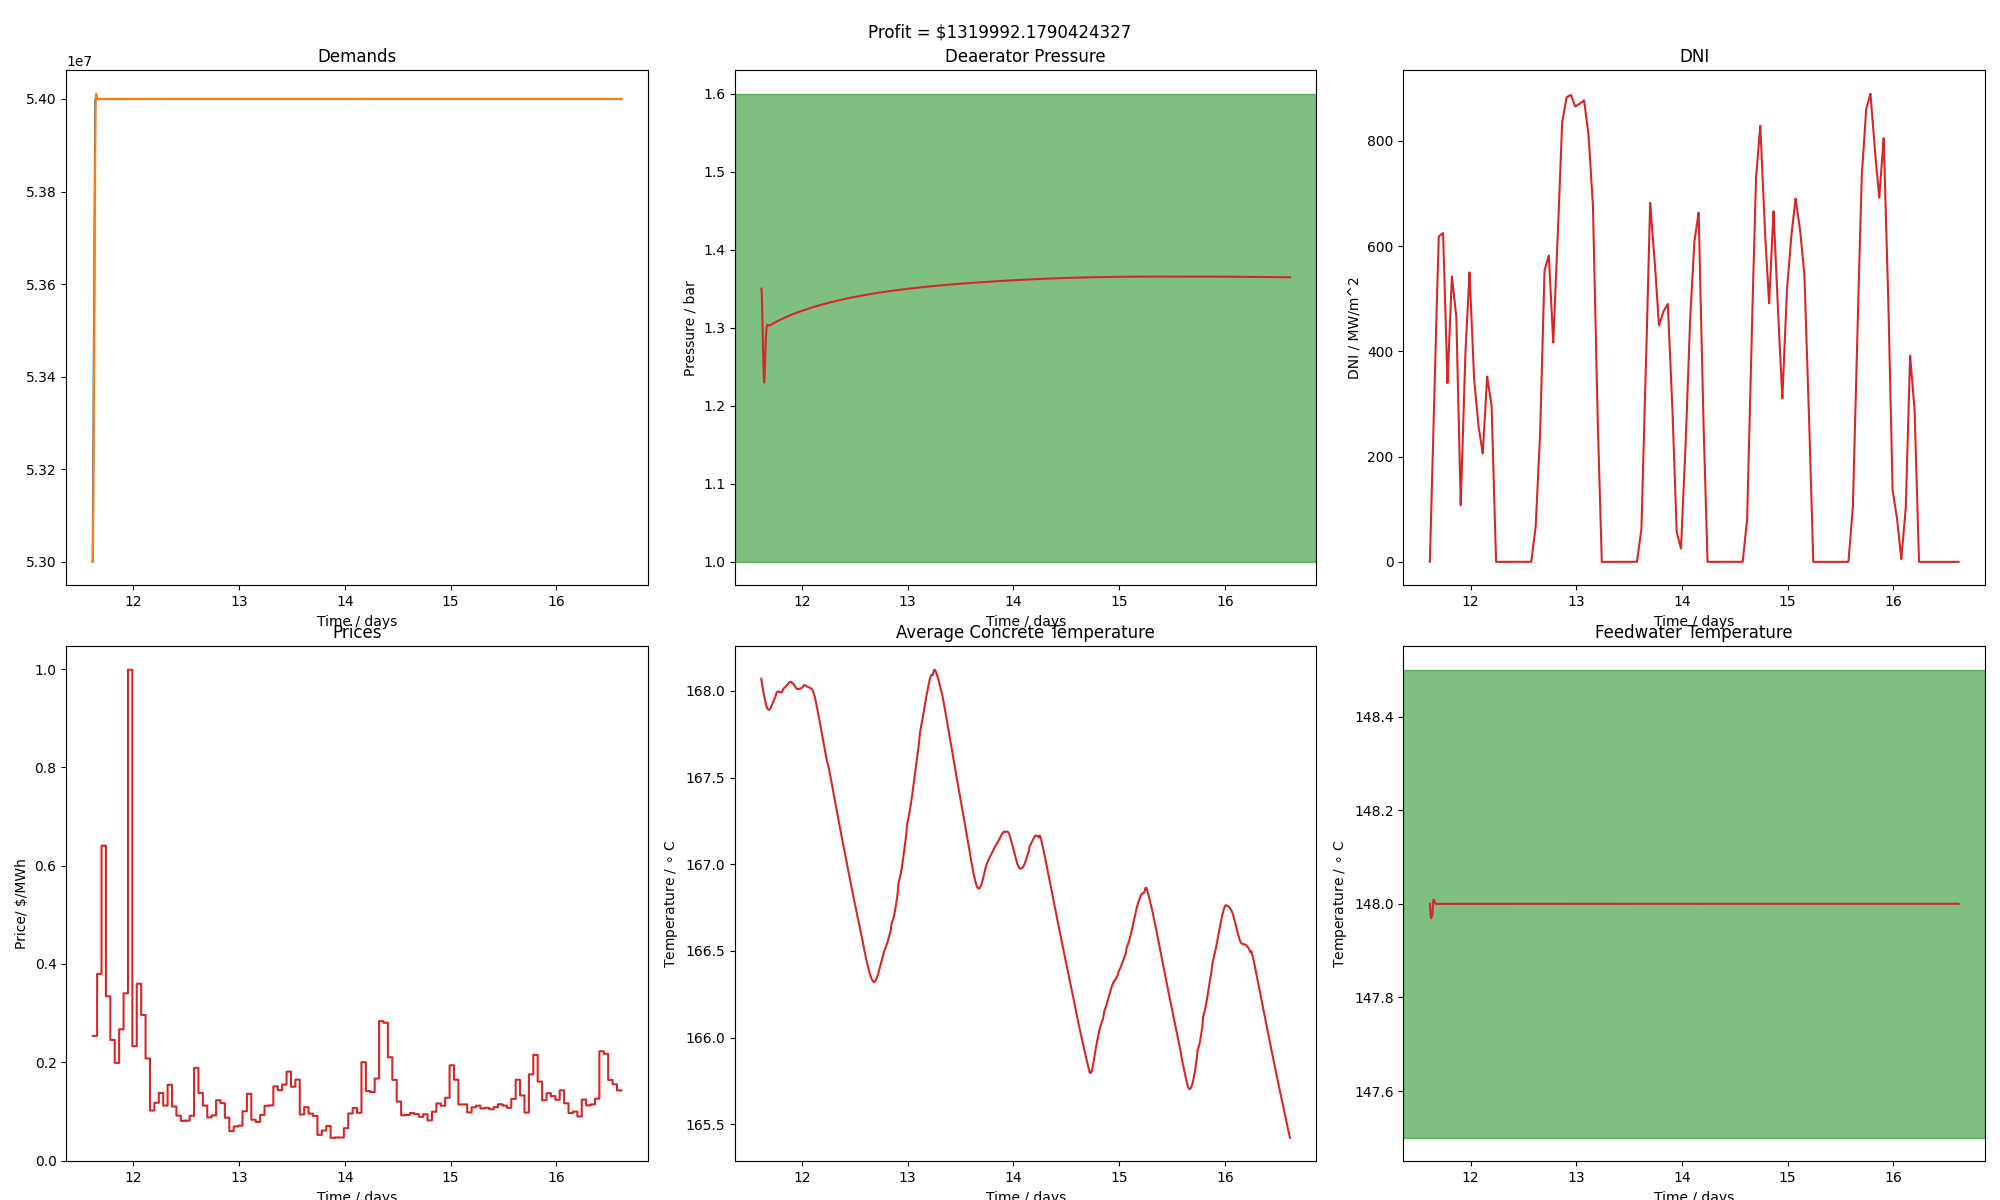 Profit = $1319992.1790424327
Demands
1e7
5.40
5.38
5.36
5.34
5.32
5.30
12 13 14 15 16
Time / days
Deaerator Pressure
Pressure / bar
1.6
1.5
1.4
1.3
1.2
1.1
1.0
12 13 14 15 16
Time / days
DNI
DNI / MW/m^2
800
600
400
200
0
12 13 14 15 16
Time / days
Prices
Price/ $/MWh
1.0
0.8
0.6
0.4
0.2
0.0
12 13 14 15 16
Time / days
Average Concrete Temperature
Temperature / ∘ C
168.0
167.5
167.0
166.5
166.0
165.5
12 13 14 15 16
Time / days
Feedwater Temperature
Temperature / ∘ C
148.4
148.2
148.0
147.8
147.6
12 13 14 15 16
Time / days